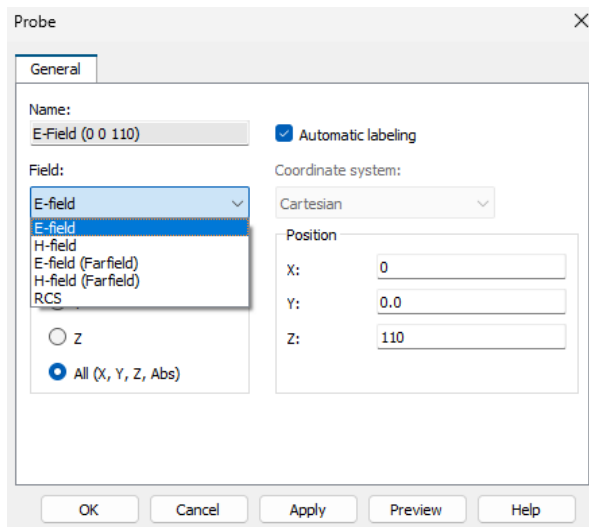 Probe
General
Name:
E-Field (0 0 110)
Automatic labeling
Field:
Coordinate system:
E-field
Cartesian
E-field
H-field
E-field (Farfield)
H-field (Farfield)
RCS
Position
X:
0
Y:
0.0
Z:
110
Z
All (X, Y, Z, Abs)
OK
Cancel
Apply
Preview
Help